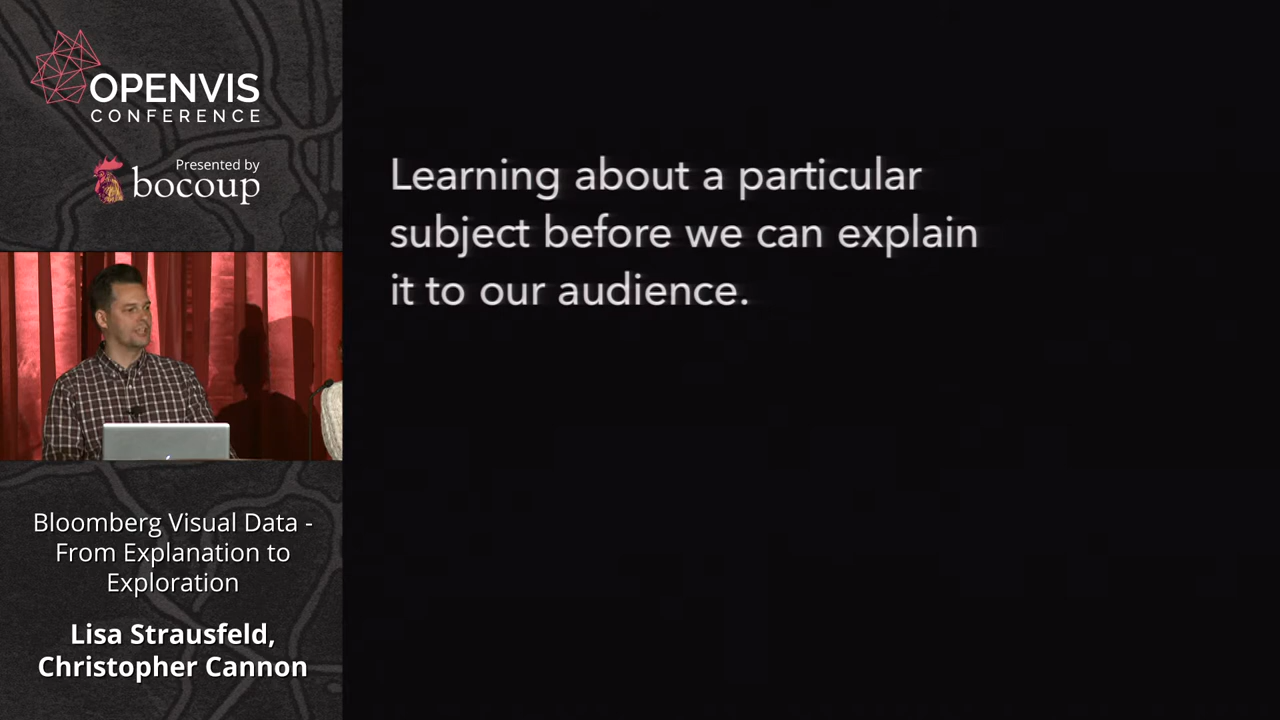 OPENVIS
CONFERENCE
Presented by
bocoup
Learning about a particular
subject before we can explain
it to our audience.
Bloomberg Visual Data -
From Explanation to
Exploration
Lisa Strausfeld,
Christopher Cannon